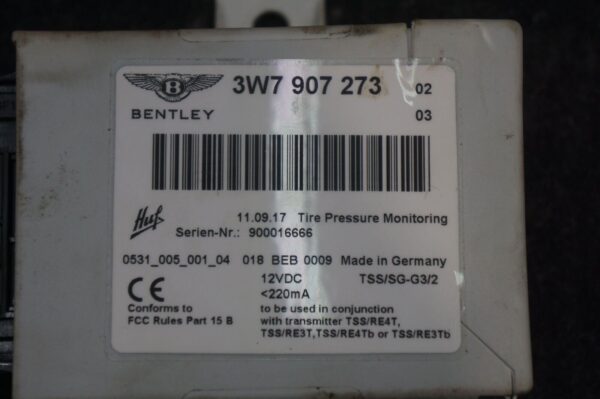 B
BENTLEY
3W7 907 273 02
03
Huf
11.09.17 Tire Pressure Monitoring
Serien-Nr.: 900016666
0531_005_001_04 018 BEB 0009 Made in Germany
CE
12VDC TSS/SG-G3/2
<220mA
Conforms to
FCC Rules Part 15 B
to be used in conjunction
with transmitter TSS/RE4T,
TSS/RE3T,TSS/RE4Tb or TSS/RE3Tb